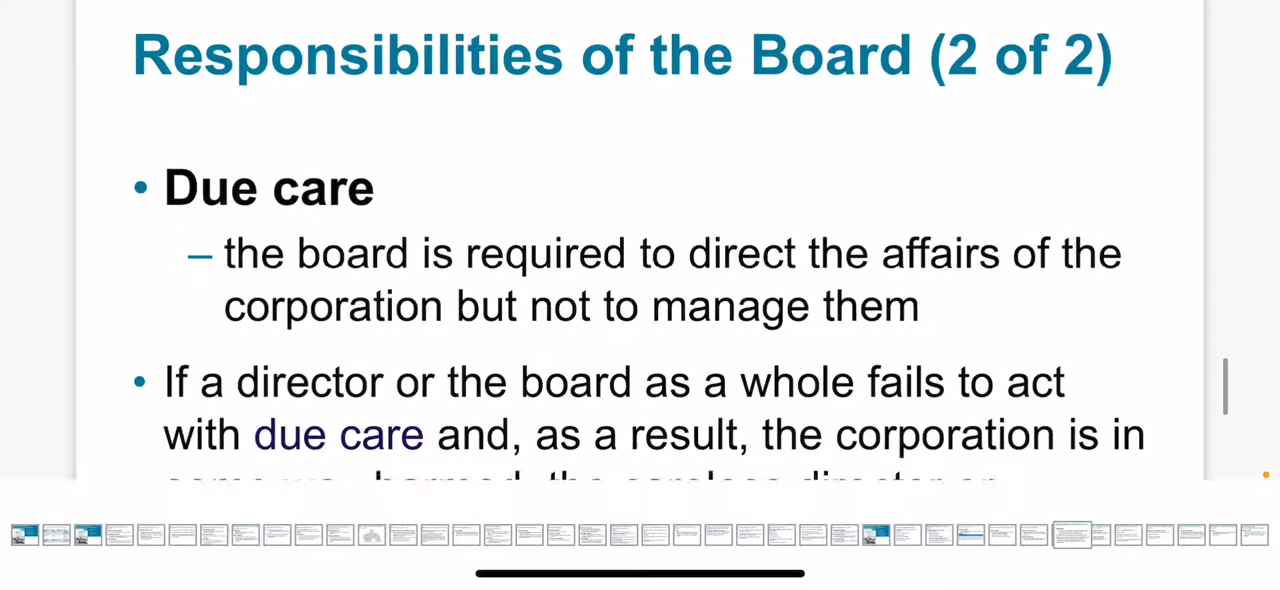 Responsibilities of the Board (2 of 2)
• Due care
– the board is required to direct the affairs of the
corporation but not to manage them
• If a director or the board as a whole fails to act
with due care and, as a result, the corporation is in